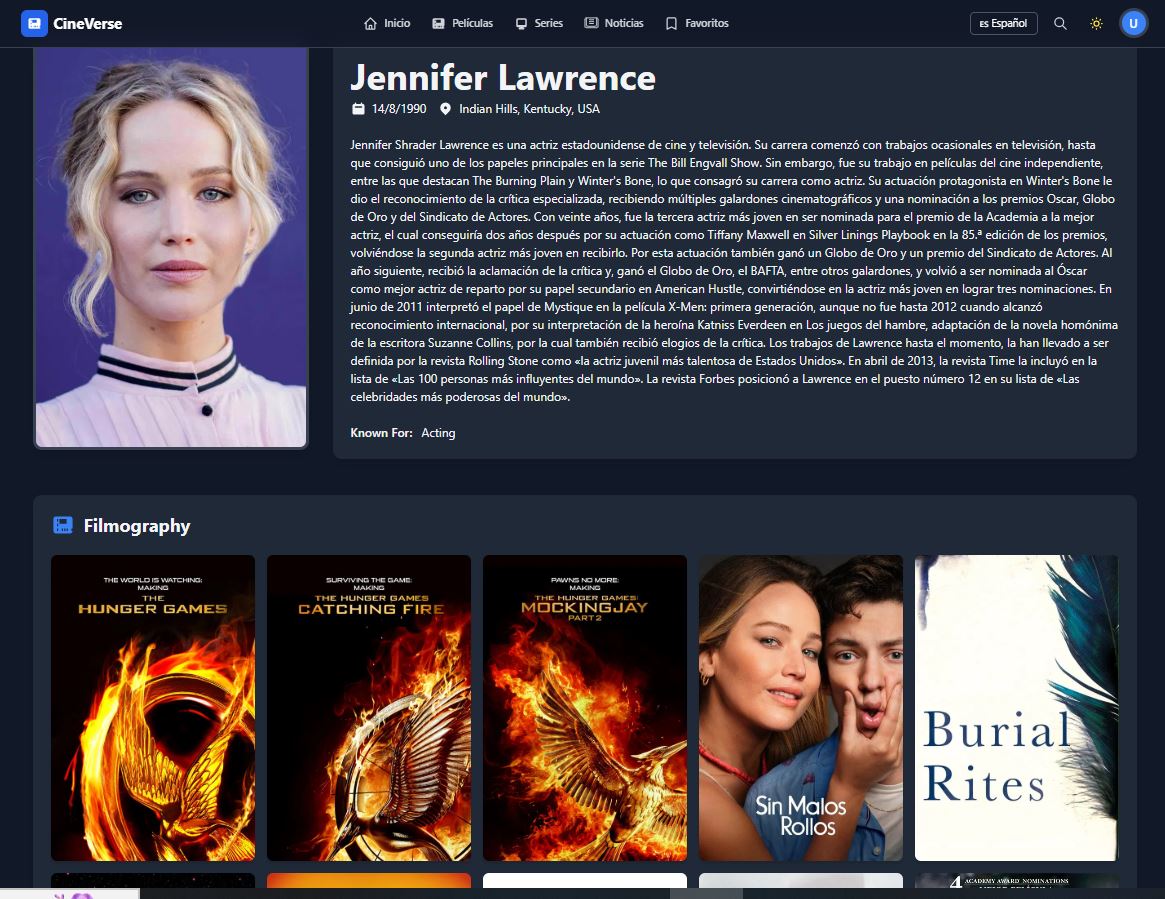 CineVerse
Inicio
Películas
Series
Noticias
Favoritos
ES Español
U
Jennifer Lawrence
14/8/1990
Indian Hills, Kentucky, USA
Jennifer Shrader Lawrence es una actriz estadounidense de cine y televisión. Su carrera comenzó con trabajos ocasionales en televisión, hasta
que consiguió uno de los papeles principales en la serie The Bill Engvall Show. Sin embargo, fue su trabajo en películas del cine independiente,
entre las que destacan The Burning Plain y Winter's Bone, lo que consagró su carrera como actriz. Su actuación protagonista en Winter's Bone le
dio el reconocimiento de la crítica especializada, recibiendo múltiples galardones cinematográficos y una nominación a los premios Oscar, Globo
de Oro y del Sindicato de Actores. Con veinte años, fue la tercera actriz más joven en ser nominada para el premio de la Academia a la mejor
actriz, el cual conseguiría dos años después por su actuación como Tiffany Maxwell en Silver Linings Playbook en la 85.ª edición de los premios,
volviéndose la segunda actriz más joven en recibirlo. Por esta actuación también ganó un Globo de Oro y un premio del Sindicato de Actores. Al
año siguiente, recibió la aclamación de la crítica y, ganó el Globo de Oro, el BAFTA, entre otros galardones, y volvió a ser nominada al Óscar
como mejor actriz de reparto por su papel secundario en American Hustle, convirtiéndose en la actriz más joven en lograr tres nominaciones. En
junio de 2011 interpretó el papel de Mystique en la película X-Men: primera generación, aunque no fue hasta 2012 cuando alcanzó
reconocimiento internacional, por su interpretación de la heroína Katniss Everdeen en Los juegos del hambre, adaptación de la novela homónima
de la escritora Suzanne Collins, por la cual también recibió elogios de la crítica. Los trabajos de Lawrence hasta el momento, la han llevado a ser
definida por la revista Rolling Stone como «la actriz juvenil más talentosa de Estados Unidos». En abril de 2013, la revista Time la incluyó en la
lista de «Las 100 personas más influyentes del mundo». La revista Forbes posicionó a Lawrence en el puesto número 12 en su lista de «Las
celebridades más poderosas del mundo».
Known For: Acting
Filmography
THE WORLD IS WATCHING:
MAKING
THE
HUNGER GAMES
SURVIVING THE GAME:
MAKING
THE HUNGER GAMES
CATCHING FIRE
PAWNS NO MORE:
MAKING
THE HUNGER GAMES:
MOCKINGJAY
PART 2
Sin Malos
Rollos
Burial
Rites
4 ACADEMY AWARD NOMINATIONS